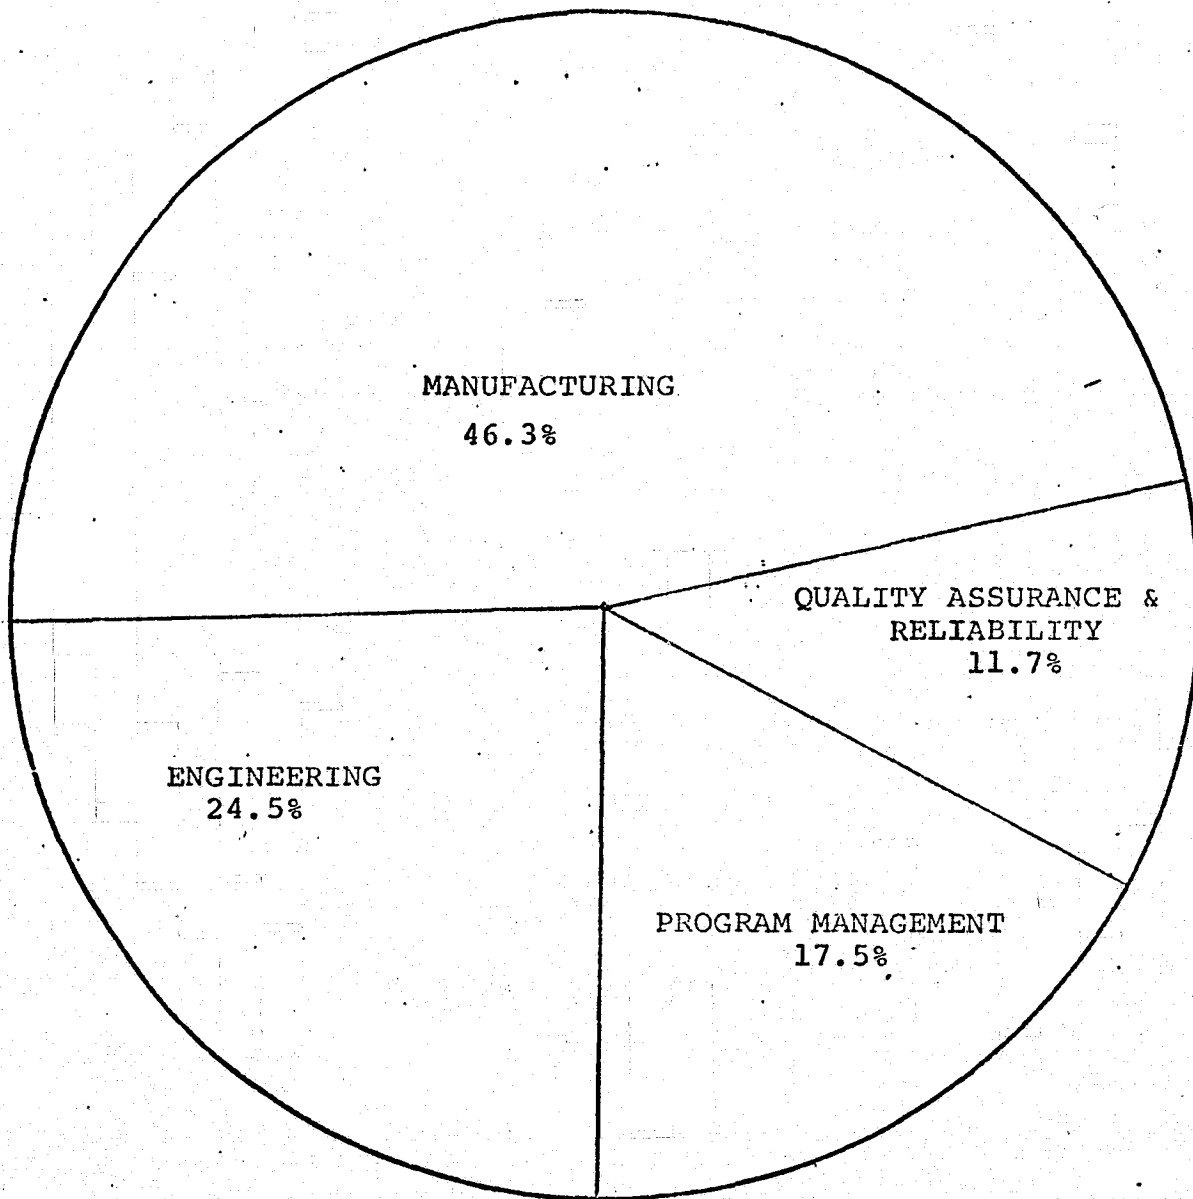 MANUFACTURING
46.3%
QUALITY ASSURANCE &
RELIABILITY
11.7%
ENGINEERING
24.5%
PROGRAM MANAGEMENT
17.5%